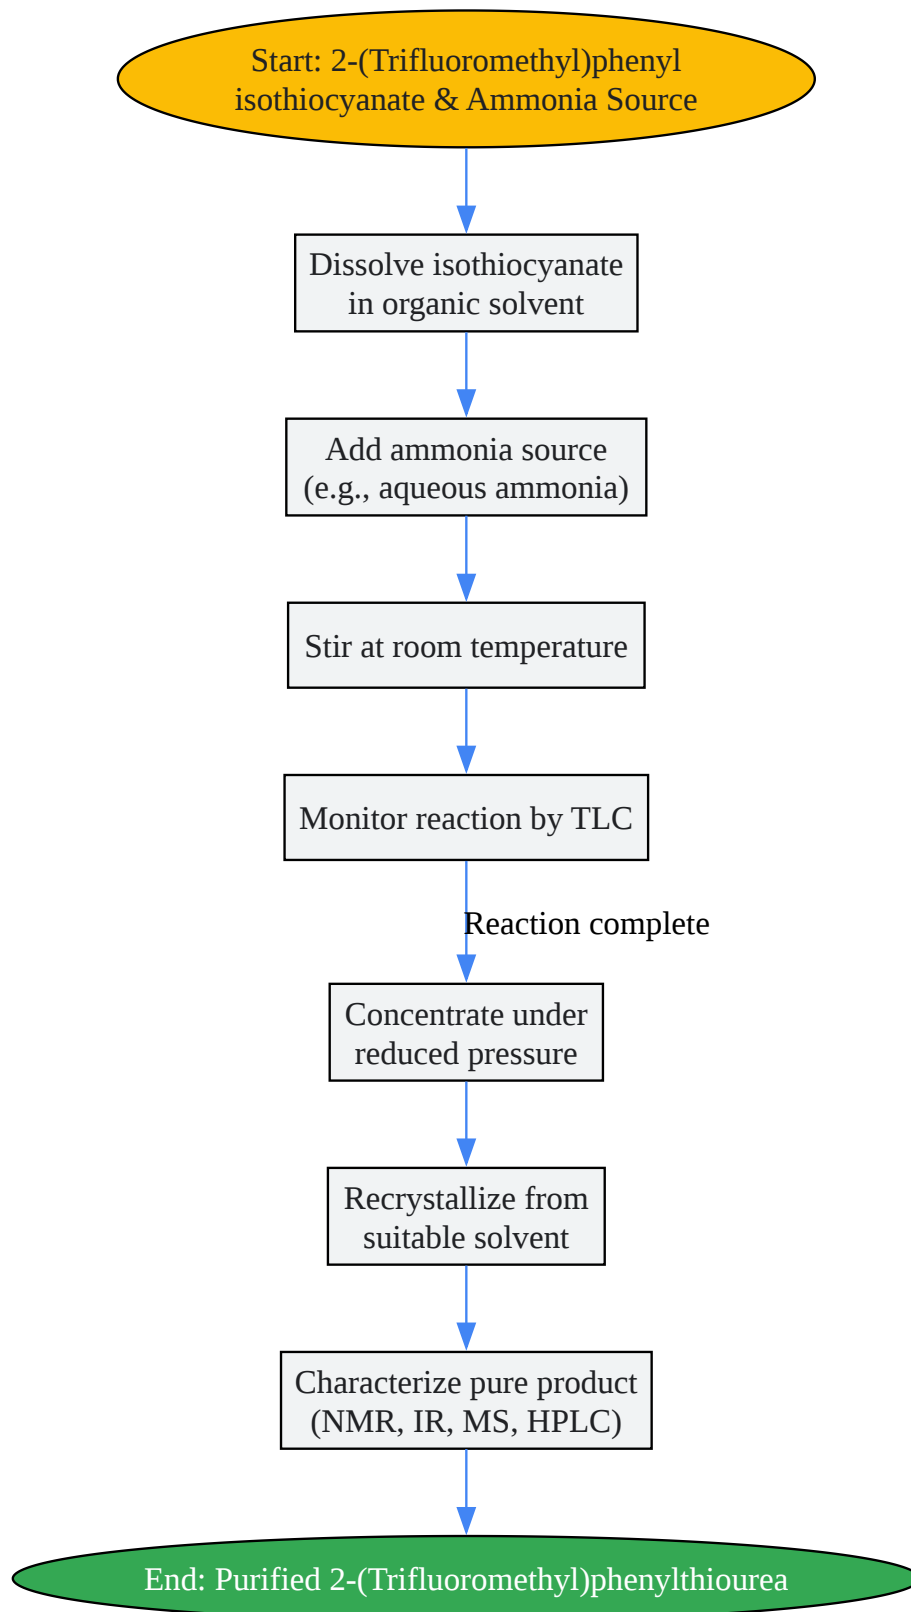 Start: 2-(Trifluoromethyl)phenyl
isothiocyanate & Ammonia Source
Dissolve isothiocyanate
in organic solvent
Add ammonia source
(e.g., aqueous ammonia)
Stir at room temperature
Monitor reaction by TLC
Reaction complete
Concentrate under
reduced pressure
Recrystallize from
suitable solvent
Characterize pure product
(NMR, IR, MS, HPLC)
End: Purified 2-(Trifluoromethyl)phenylthiourea